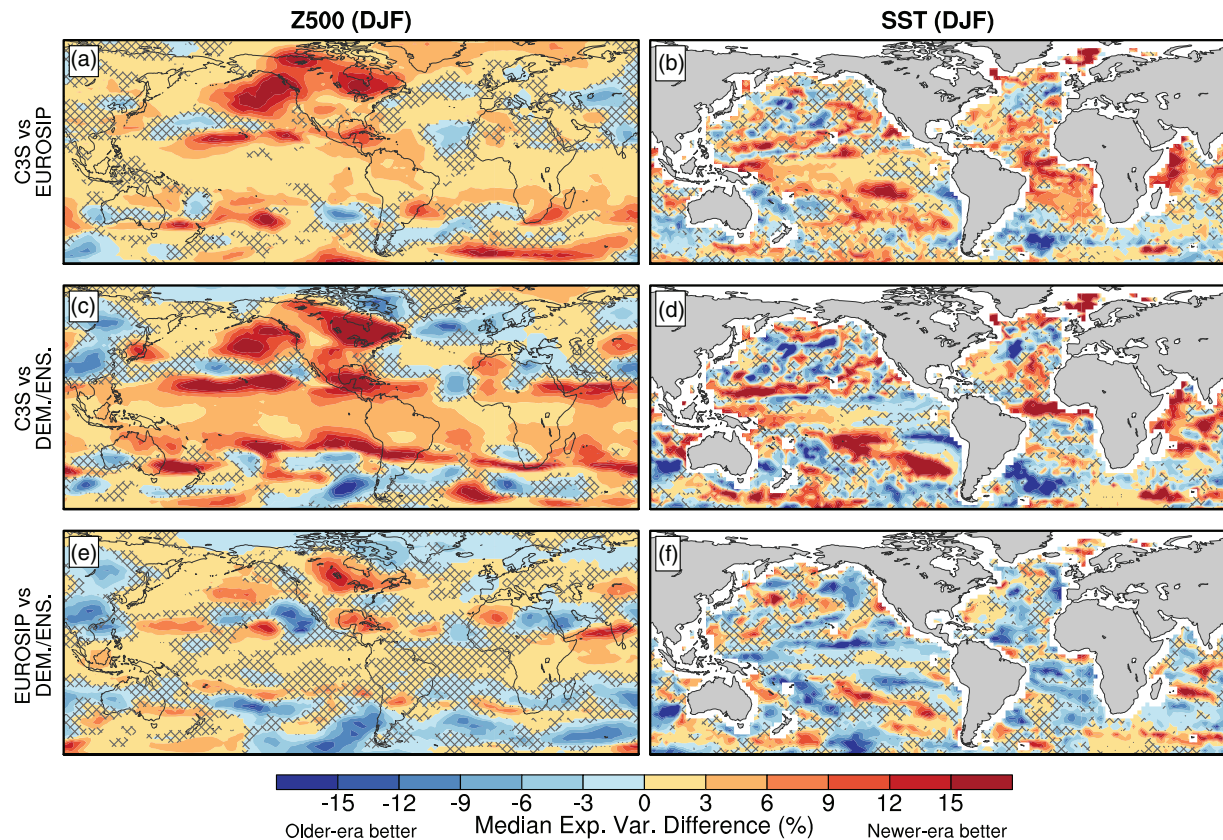 Z500 (DJF)
SST (DJF)
C3S vs
EUROSIP
(a)
(b)
C3S vs
DEM./ENS.
(c)
(d)
EUROSIP vs
DEM./ENS.
(e)
(f)
-15 -12 -9 -6 -3 0 3 6 9 12 15
Older-era better Median Exp. Var. Difference (%) Newer-era better